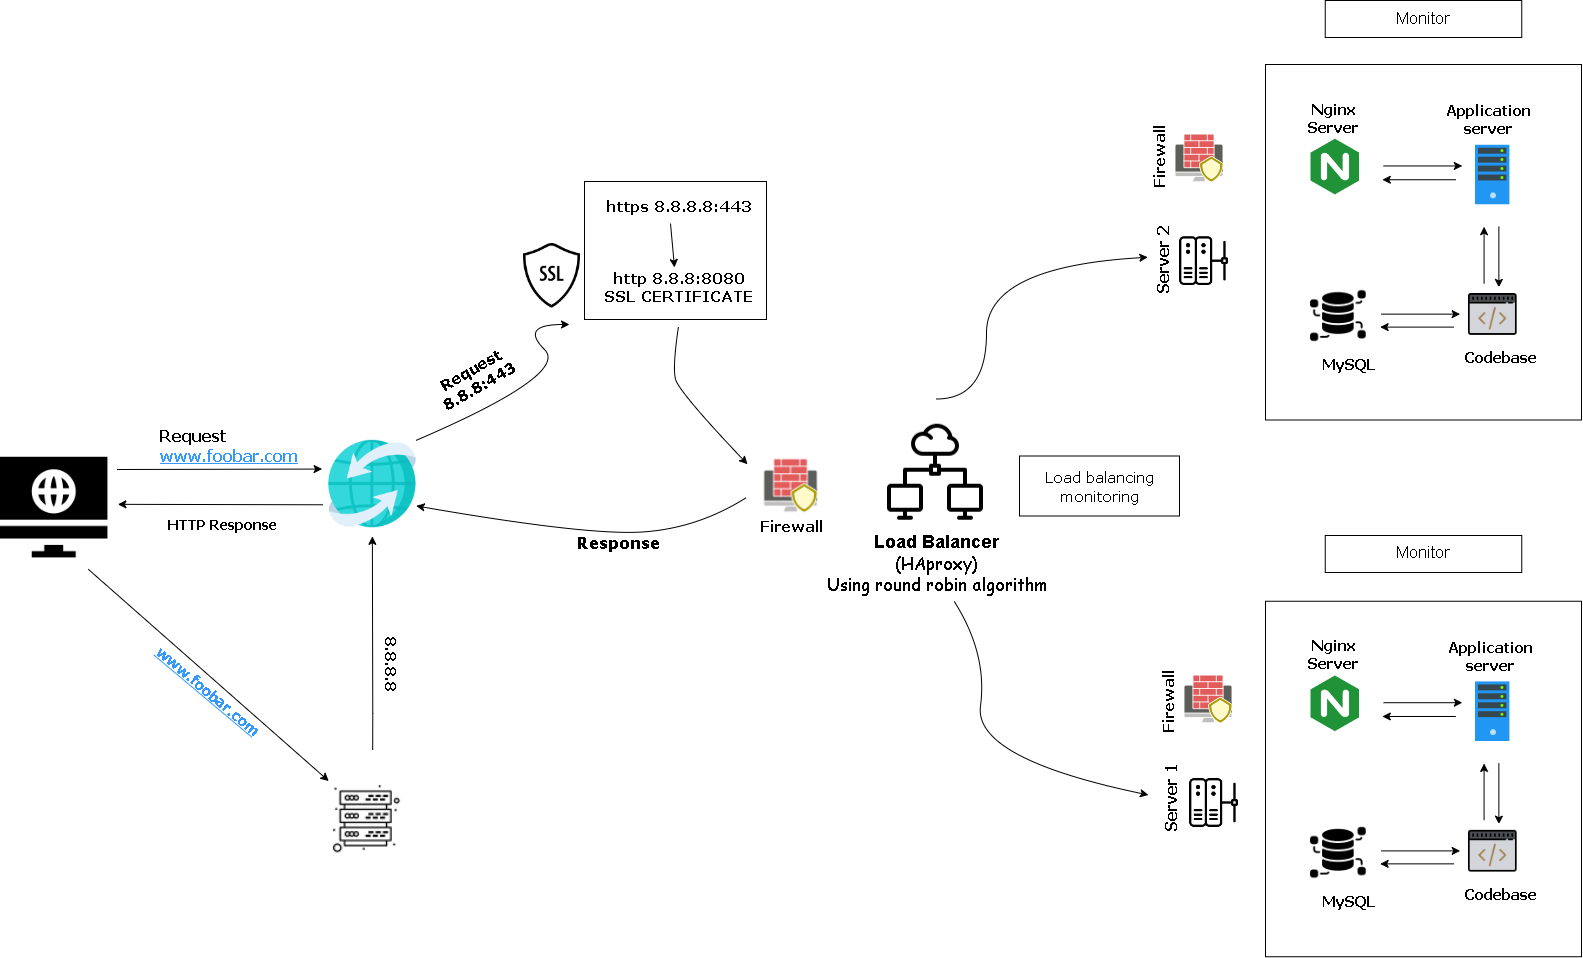 Monitor
Nginx
Server
Application
server
Firewall
Server 2
MySQL
Codebase
https 8.8.8.8:443
SSL
http 8.8.8:8080
SSL CERTIFICATE
Request
8.8.8:443
Request
www.foobar.com
HTTP Response
Response
Firewall
Load Balancer
(HAproxy)
Using round robin algorithm
Load balancing
monitoring
www.foobar.com
8.8.8.8
Monitor
Nginx
Server
Application
server
Firewall
Server 1
MySQL
Codebase